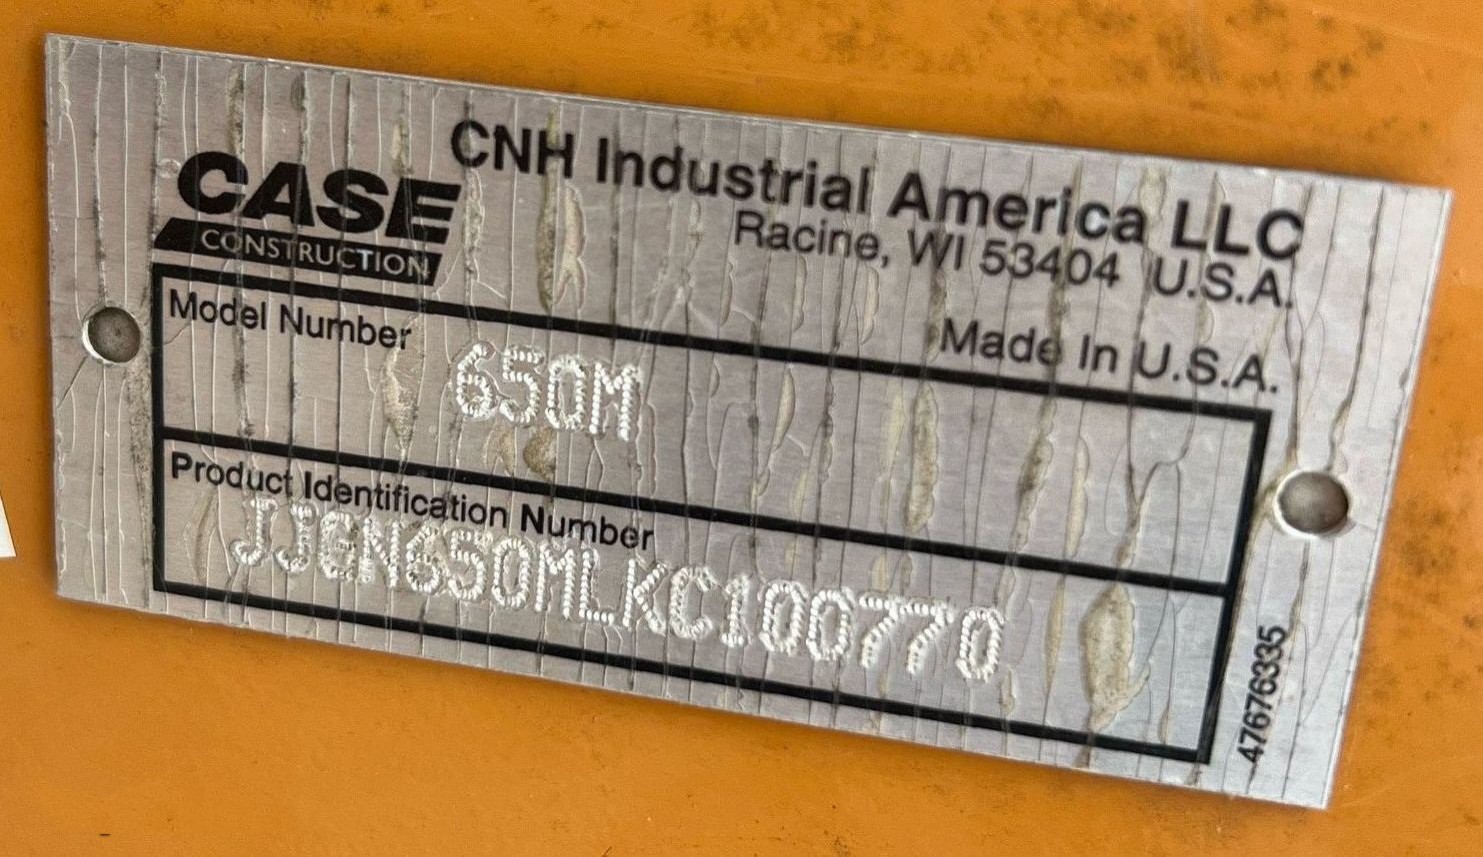 CASE
CONSTRUCTION
CNH Industrial America LLC
Racine, WI 53404 U.S.A.
Made In U.S.A.
Model Number
650M
Product Identification Number
JJGN650MLKC100770
47676335